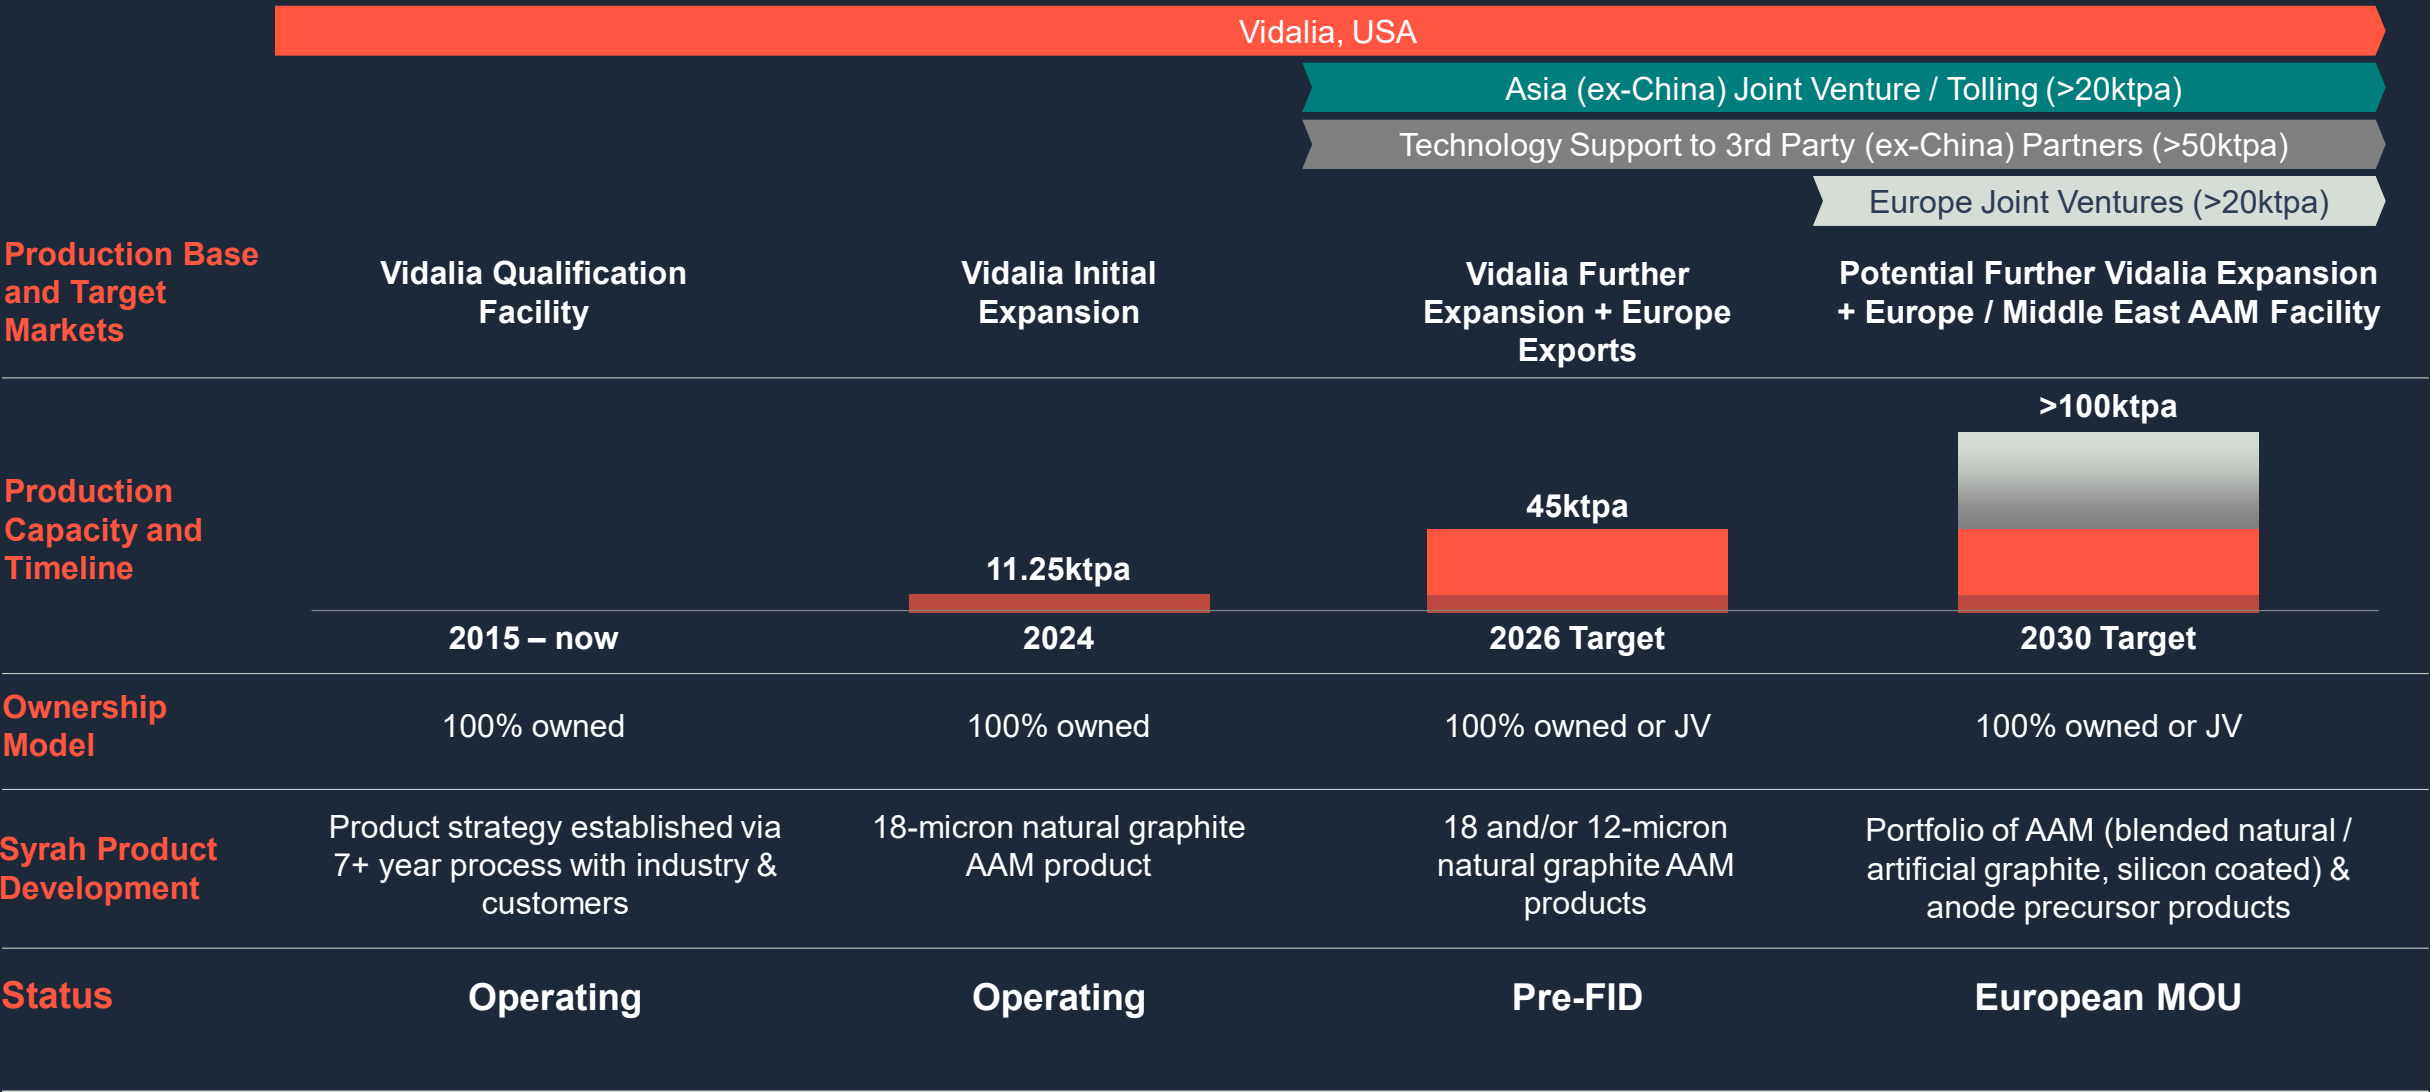 Vidalia, USA
Asia (ex-China) Joint Venture / Tolling (>20ktpa)
Technology Support to 3rd Party (ex-China) Partners (>50ktpa)
Europe Joint Ventures (>20ktpa)
Production Base
and Target
Markets
Vidalia Qualification
Facility
Vidalia Initial
Expansion
Vidalia Further
Expansion + Europe
Exports
Potential Further Vidalia Expansion
+ Europe / Middle East AAM Facility
Production
Capacity and
Timeline
11.25ktpa
45ktpa
>100ktpa
2015 – now
2024
2026 Target
2030 Target
Ownership
Model
100% owned
100% owned
100% owned or JV
100% owned or JV
Syrah Product
Development
Product strategy established via
7+ year process with industry &
customers
18-micron natural graphite
AAM product
18 and/or 12-micron
natural graphite AAM
products
Portfolio of AAM (blended natural /
artificial graphite, silicon coated) &
anode precursor products
Status
Operating
Operating
Pre-FID
European MOU